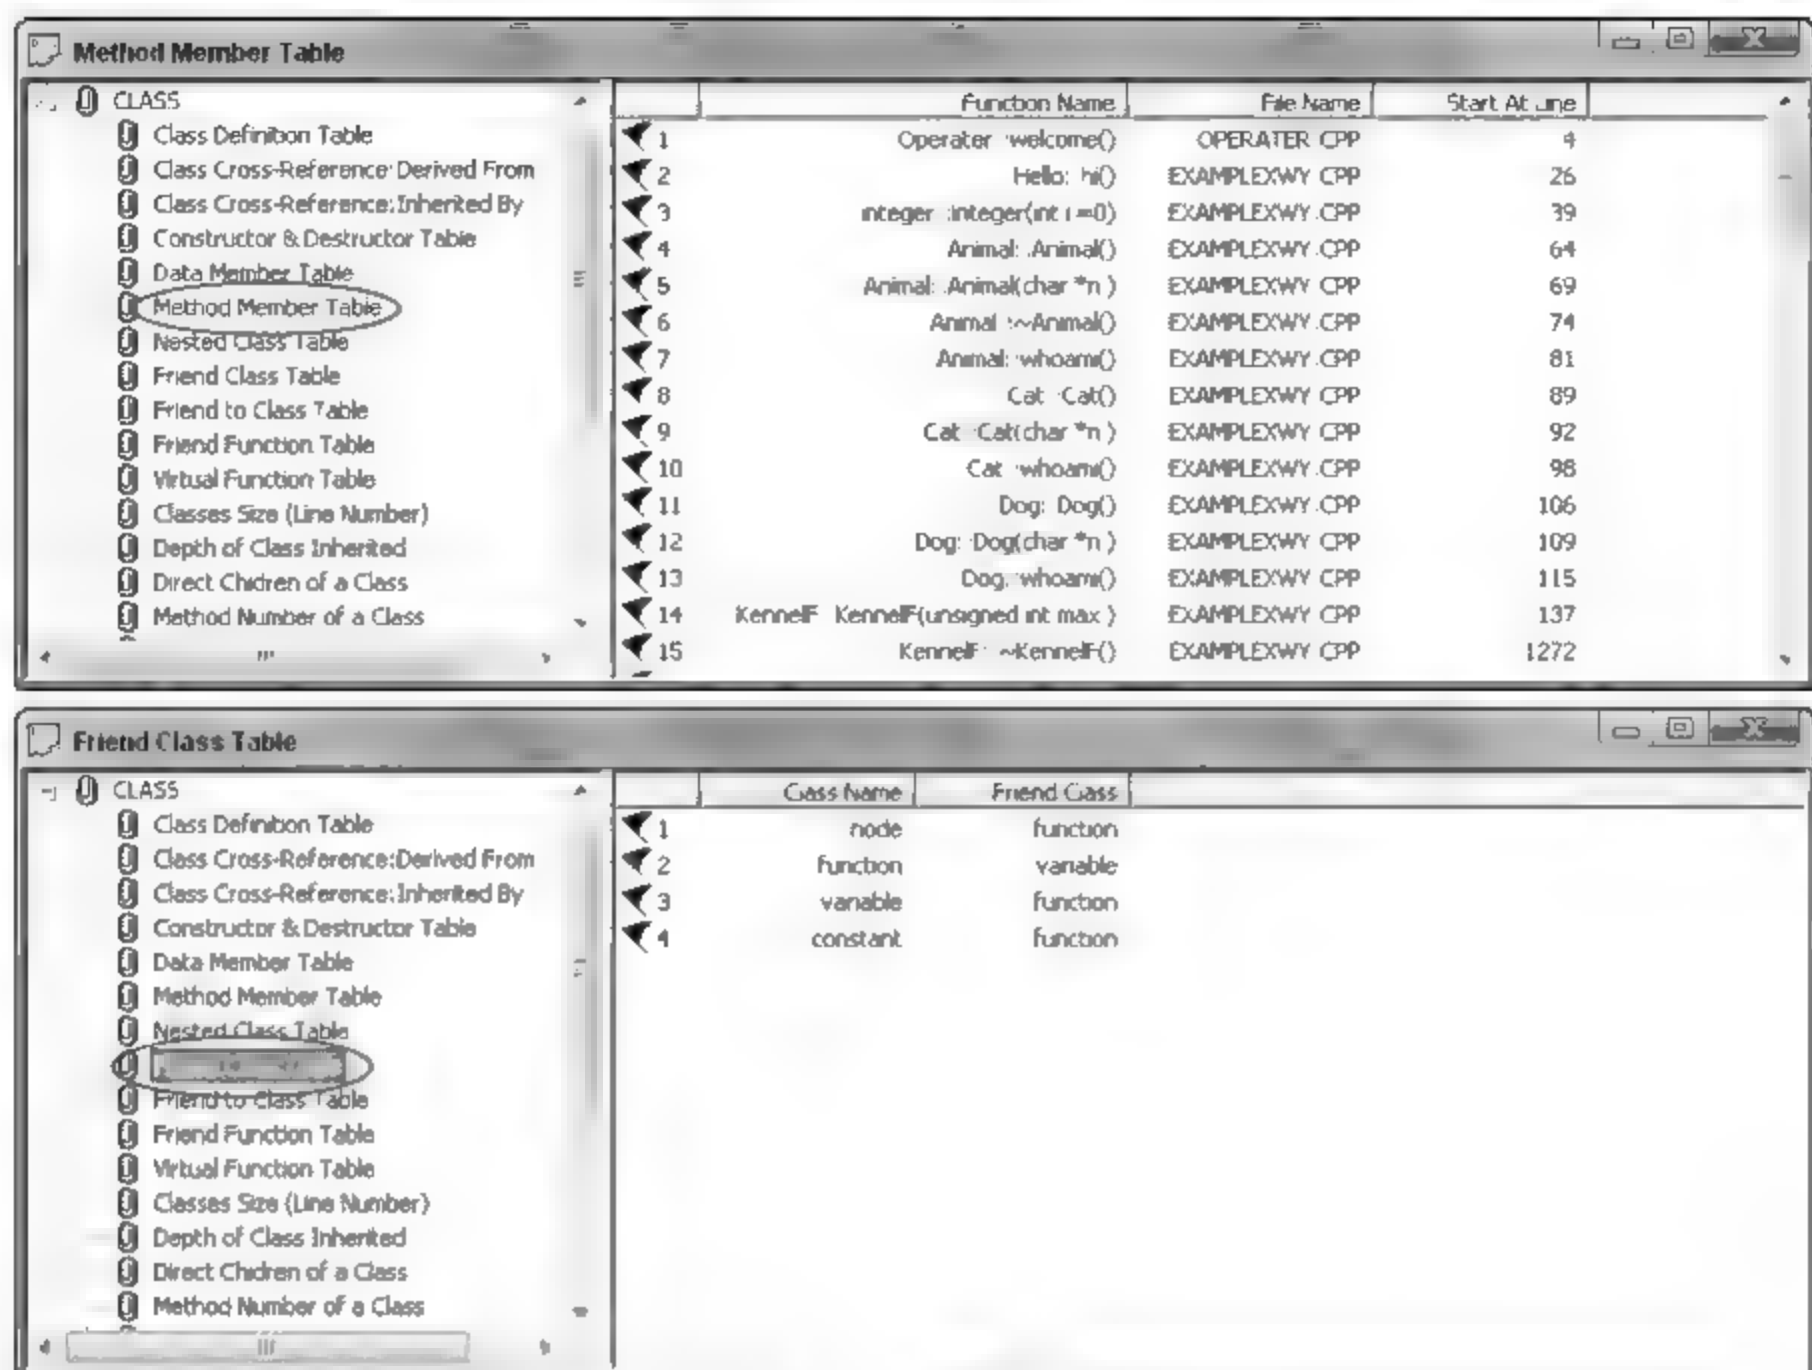 Method Member Table
CLASS
Class Definition Table
Class Cross-Reference:Derived From
Class Cross-Reference:Inherited By
Constructor & Destructor Table
Data Member Table
Method Member Table
Nested Class Table
Friend Class Table
Friend to Class Table
Friend Function Table
Virtual Function Table
Classes Size (Line Number)
Depth of Class Inherited
Direct Children of a Class
Method Number of a Class
Function Name File Name Start At Line
1 Operater::welcome() OPERATER.CPP 4
2 Hello::hi() EXAMPLEXWY.CPP 26
3 integer::integer(int i =0) EXAMPLEXWY.CPP 39
4 Animal::Animal() EXAMPLEXWY.CPP 64
5 Animal::Animal(char *n ) EXAMPLEXWY.CPP 69
6 Animal::~Animal() EXAMPLEXWY.CPP 74
7 Animal::whoami() EXAMPLEXWY.CPP 81
8 Cat::Cat() EXAMPLEXWY.CPP 89
9 Cat::Cat(char *n ) EXAMPLEXWY.CPP 92
10 Cat::whoami() EXAMPLEXWY.CPP 98
11 Dog::Dog() EXAMPLEXWY.CPP 106
12 Dog::Dog(char *n ) EXAMPLEXWY.CPP 109
13 Dog::whoami() EXAMPLEXWY.CPP 115
14 KennelF::KennelF(unsigned int max ) EXAMPLEXWY.CPP 137
15 KennelF::~KennelF() EXAMPLEXWY.CPP 1272
Friend Class Table
CLASS
Class Definition Table
Class Cross-Reference:Derived From
Class Cross-Reference:Inherited By
Constructor & Destructor Table
Data Member Table
Method Member Table
Nested Class Table
Friend to Class Table
Friend Function Table
Virtual Function Table
Classes Size (Line Number)
Depth of Class Inherited
Direct Children of a Class
Method Number of a Class
Class Name Friend Class
1 node function
2 function variable
3 variable function
4 constant function